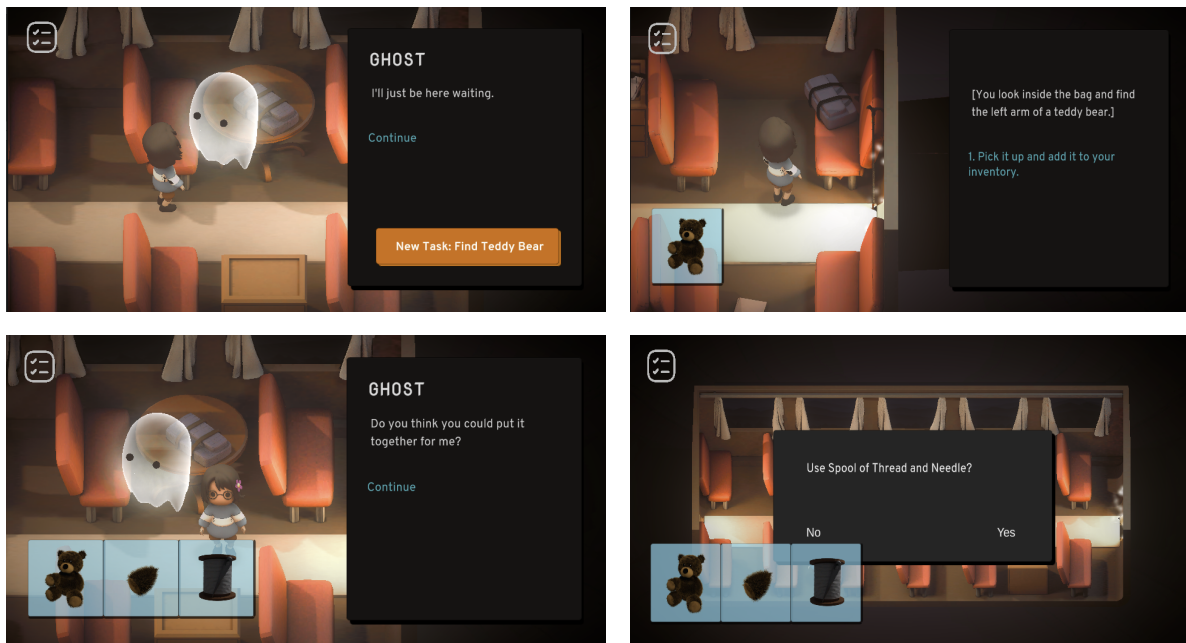 GHOST
I'll just be here waiting.
Continue
New Task: Find Teddy Bear
[You look inside the bag and find
the left arm of a teddy bear.]
1. Pick it up and add it to your
inventory.
GHOST
Do you think you could put it
together for me?
Continue
Use Spool of Thread and Needle?
No
Yes